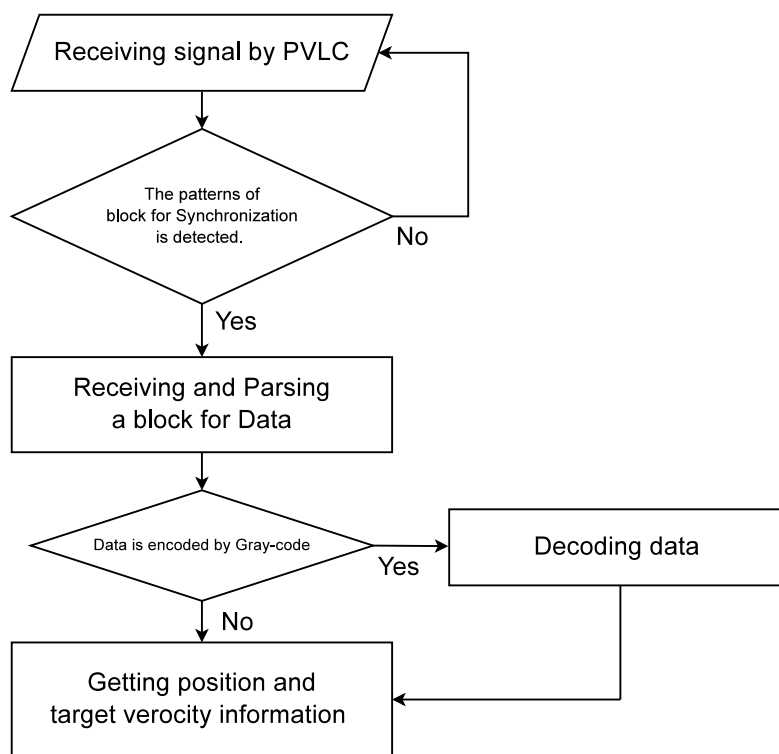 Receiving signal by PVLC
The patterns of
block for Synchronization
is detected.
No
Yes
Receiving and Parsing
a block for Data
Data is encoded by Gray-code
Yes
Decoding data
No
Getting position and
target verocity information